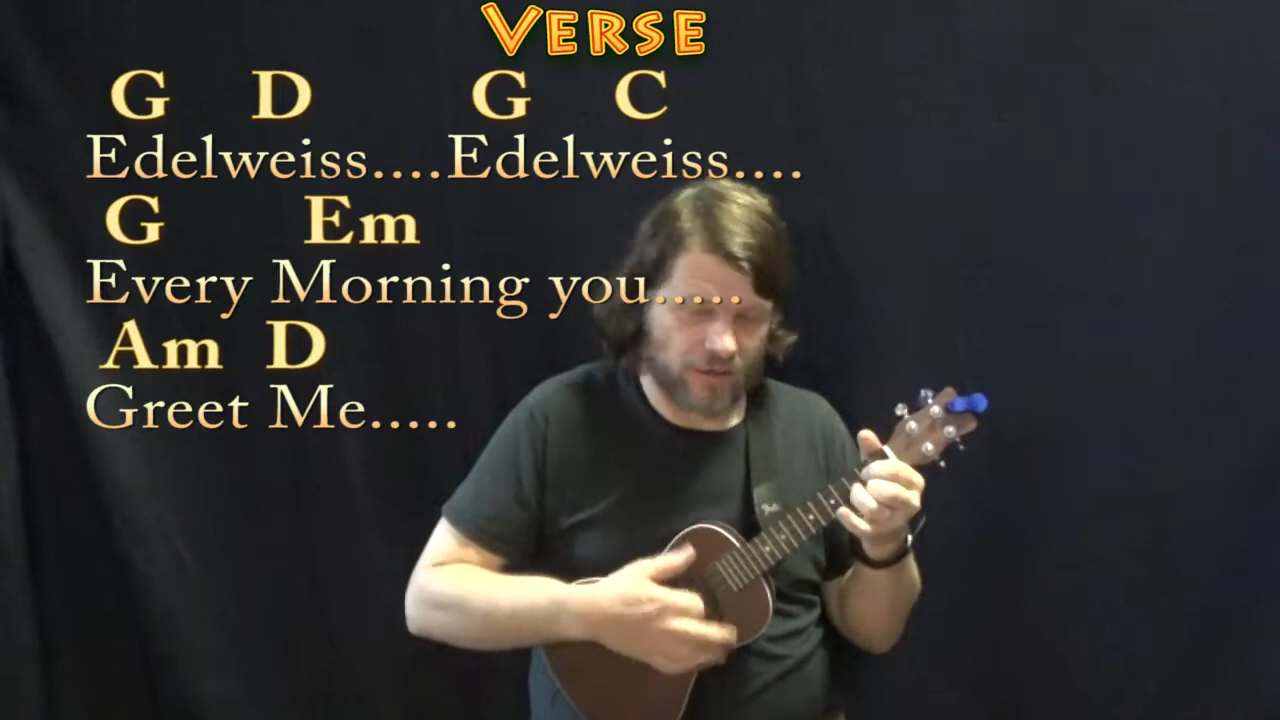 VERSE
G D G C
Edelweiss....Edelweiss....
G Em
Every Morning you.....
Am D
Greet Me.....